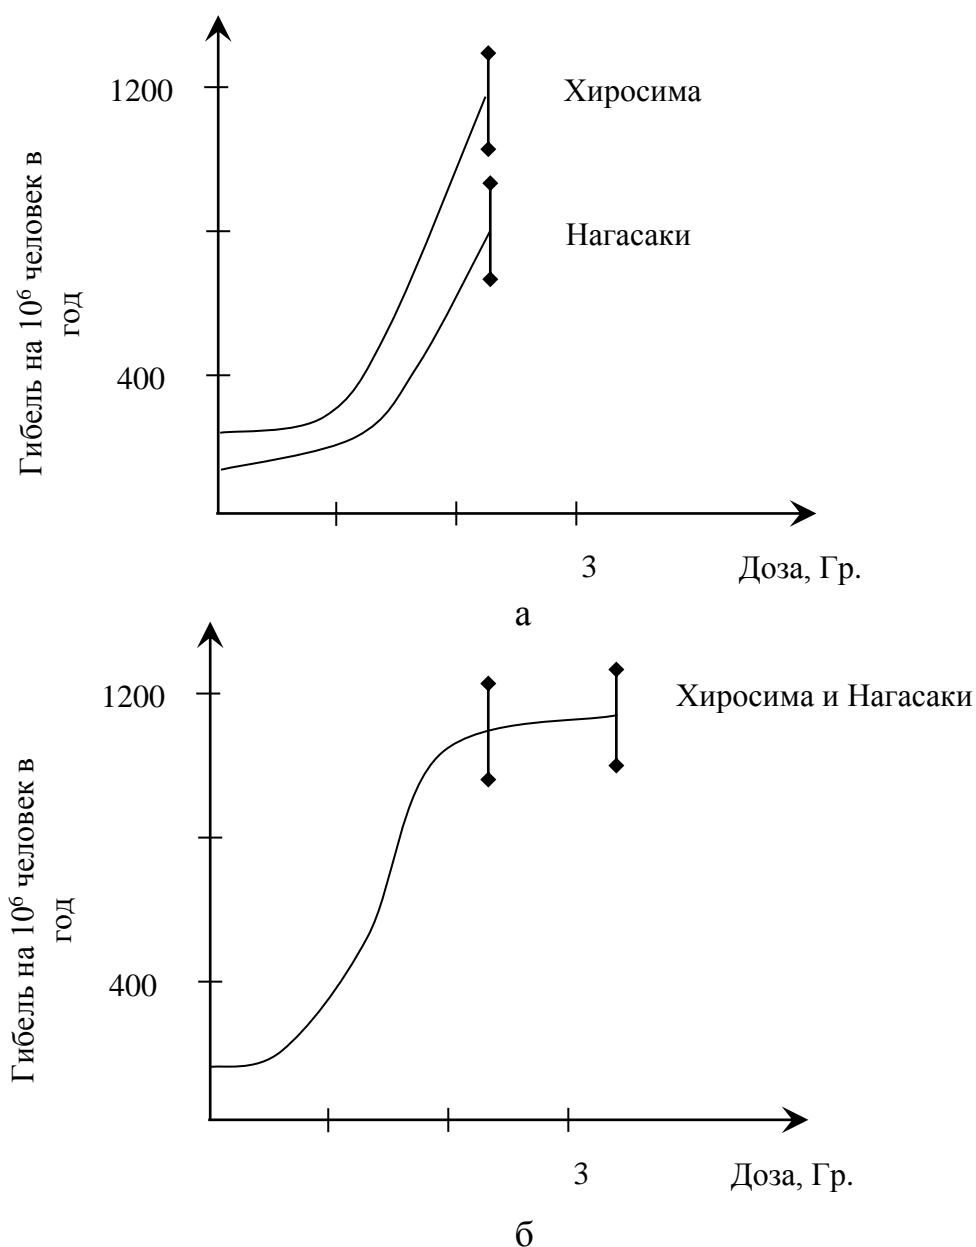 1200
Хиросима
Нагасаки
400
Гибель на 10⁶ человек в
год
3
Доза, Гр.
а
1200
Хиросима и Нагасаки
400
Гибель на 10⁶ человек в
год
3
Доза, Гр.
б